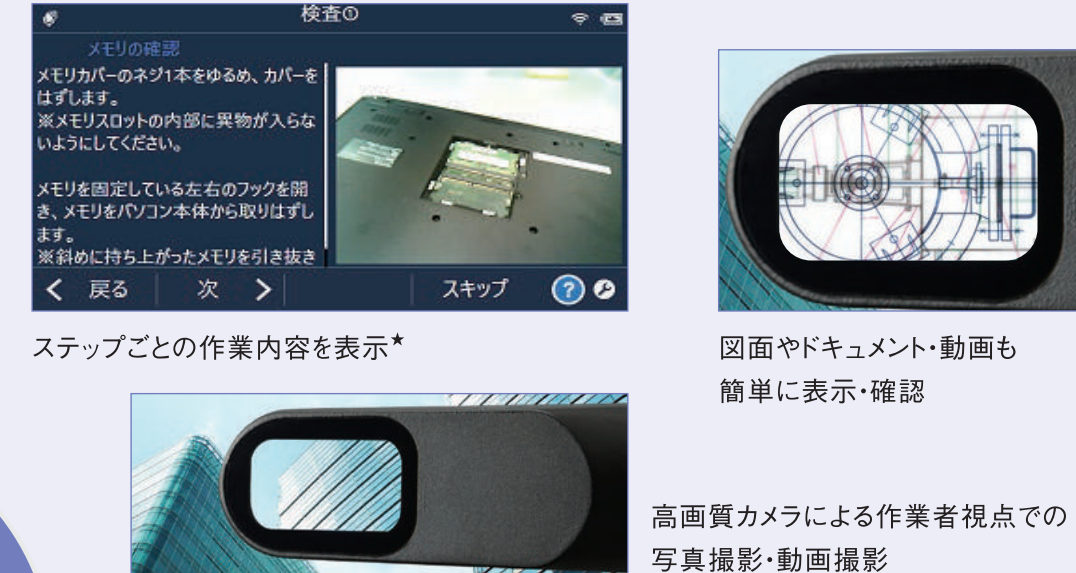 検査①
メモリの確認
メモリカバーのネジ1本をゆるめ、カバーを
はずします。
※メモリスロットの内部に異物が入らな
いようにしてください。
メモリを固定している左右のフックを開
き、メモリをパソコン本体から取りはずし
ます。
※斜めに持ち上がったメモリを引き抜き
戻る
次
スキップ
?
ステップごとの作業内容を表示★
図面やドキュメント・動画も
簡単に表示・確認
高画質カメラによる作業者視点での
写真撮影・動画撮影